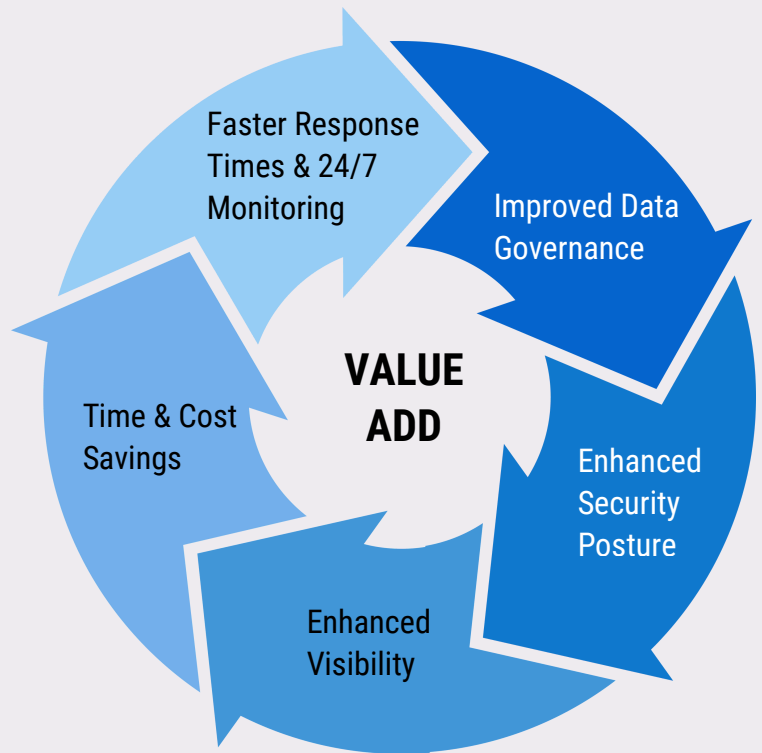 Faster Response
Times & 24/7
Monitoring
Improved Data
Governance
VALUE
ADD
Time & Cost
Savings
Enhanced
Security
Posture
Enhanced
Visibility